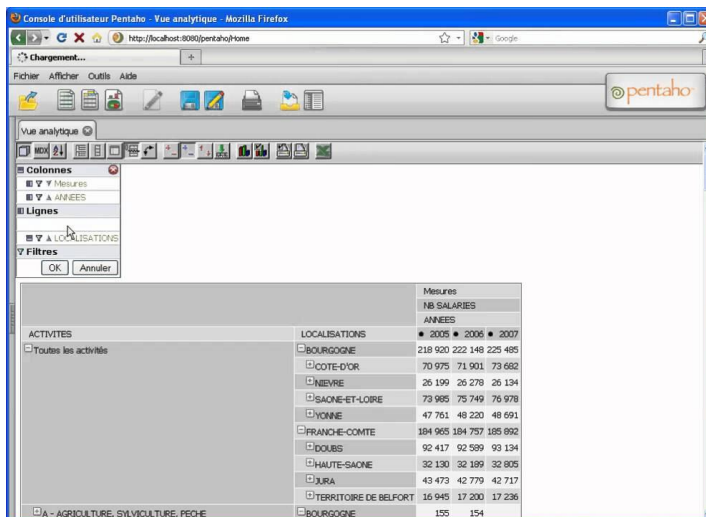 Console d'utilisateur Pentaho - Vue analytique - Mozilla Firefox
http://localhost:8080/pentaho/Home
Google
Chargement...
Fichier Afficher Outils Aide
pentaho
Vue analytique
MDX
Colonnes
Mesures
ANNEES
Lignes
LOCALISATIONS
Filtres
OK Annuler
Mesures
NB SALARIES
ANNEES
ACTIVITES LOCALISATIONS 2005 2006 2007
Toutes les activités BOURGOGNE 218 920 222 148 225 485
COTE-D'OR 70 975 71 901 73 682
NIEVRE 26 199 26 278 26 134
SAONE-ET-LOIRE 73 985 75 749 76 978
YONNE 47 761 48 220 48 691
FRANCHE-COMTE 184 965 184 757 185 892
DOUBS 92 417 92 589 93 134
HAUTE-SAONE 32 130 32 189 32 805
JURA 43 473 42 779 42 717
TERRITOIRE DE BELFORT 16 945 17 200 17 236
A - AGRICULTURE, SYLVICULTURE, PECHE BOURGOGNE 155 154